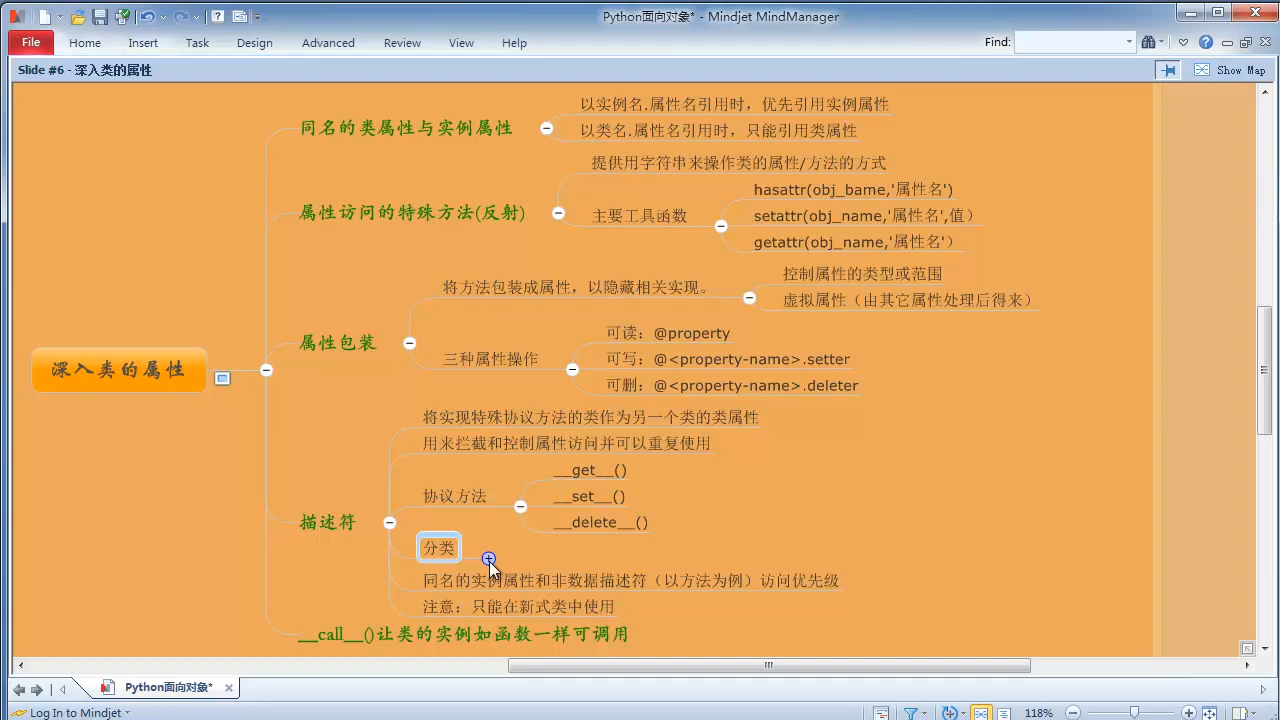 Python面向对象* - Mindjet MindManager
File Home Insert Task Design Advanced Review View Help Find:
Slide #6 - 深入类的属性 Show Map
以实例名.属性名引用时，优先引用实例属性
同名的类属性与实例属性
以类名.属性名引用时，只能引用类属性
提供用字符串来操作类的属性/方法的方式
hasattr(obj_bame,'属性名')
属性访问的特殊方法(反射)
主要工具函数
setattr(obj_name,'属性名',值）
getattr(obj_name,'属性名'）
控制属性的类型或范围
将方法包装成属性，以隐藏相关实现。
虚拟属性（由其它属性处理后得来）
可读：@property
属性包装
三种属性操作
可写：@<property-name>.setter
深入类的属性
可删：@<property-name>.deleter
将实现特殊协议方法的类作为另一个类的类属性
用来拦截和控制属性访问并可以重复使用
__get__()
协议方法
__set__()
描述符
__delete__()
分类
同名的实例属性和非数据描述符（以方法为例）访问优先级
注意：只能在新式类中使用
__call__()让类的实例如函数一样可调用
Python面向对象*
Log In to Mindjet 118%